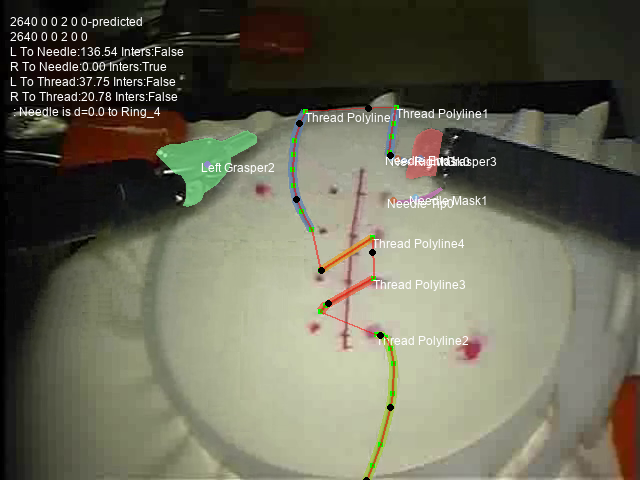 2640 0 0 2 0 0-predicted
2640 0 0 2 0 0
L To Needle:136.54 Inters:False
R To Needle:0.00 Inters:True
L To Thread:37.75 Inters:False
R To Thread:20.78 Inters:False
: Needle is d=0.0 to Ring_4
Thread Polyline
Thread Polyline1
Left Grasper2
Needle Mask1
Needle Tip0
Thread Polyline4
Thread Polyline3
Thread Polyline2